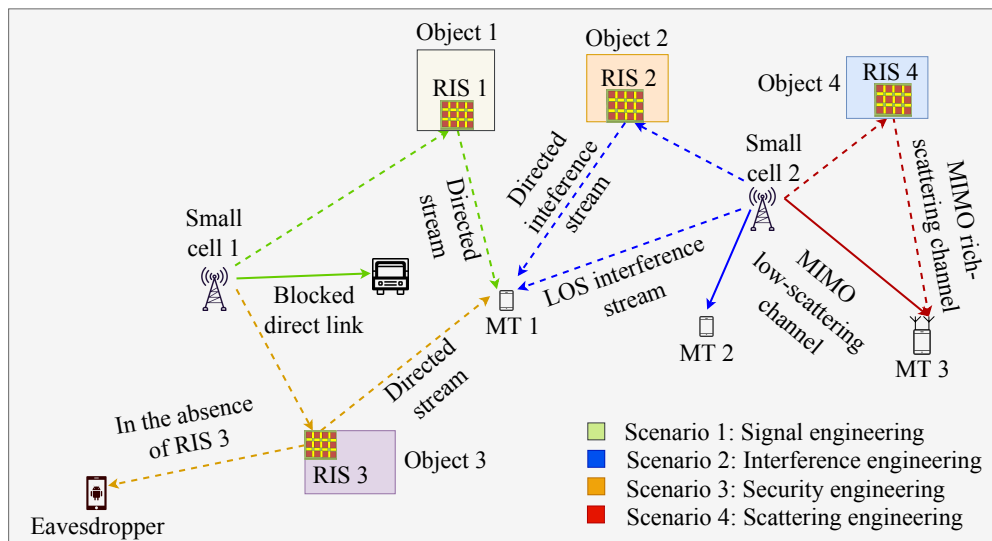 Object 1
RIS 1
Object 2
RIS 2
Object 4
RIS 4
Small
cell 2
Small
cell 1
Directed
stream
Directed
inteference
stream
MIMO rich-
scattering channel
Blocked
direct link
LOS interference
stream
MIMO
low-scattering
channel
MT 1
MT 2
MT 3
Directed
stream
In the absence
of RIS 3
RIS 3
Object 3
Eavesdropper
Scenario 1: Signal engineering
Scenario 2: Interference engineering
Scenario 3: Security engineering
Scenario 4: Scattering engineering